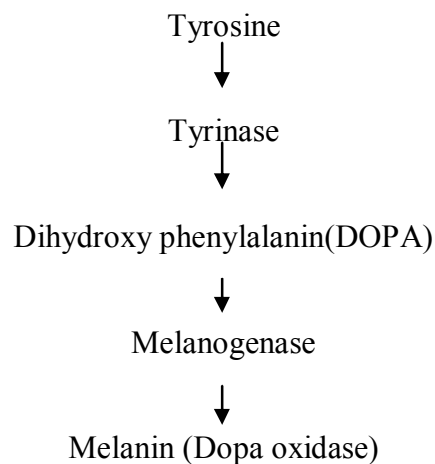 Tyrosine
Tyrinase
Dihydroxy phenylalanin(DOPA)
Melanogenase
Melanin (Dopa oxidase)